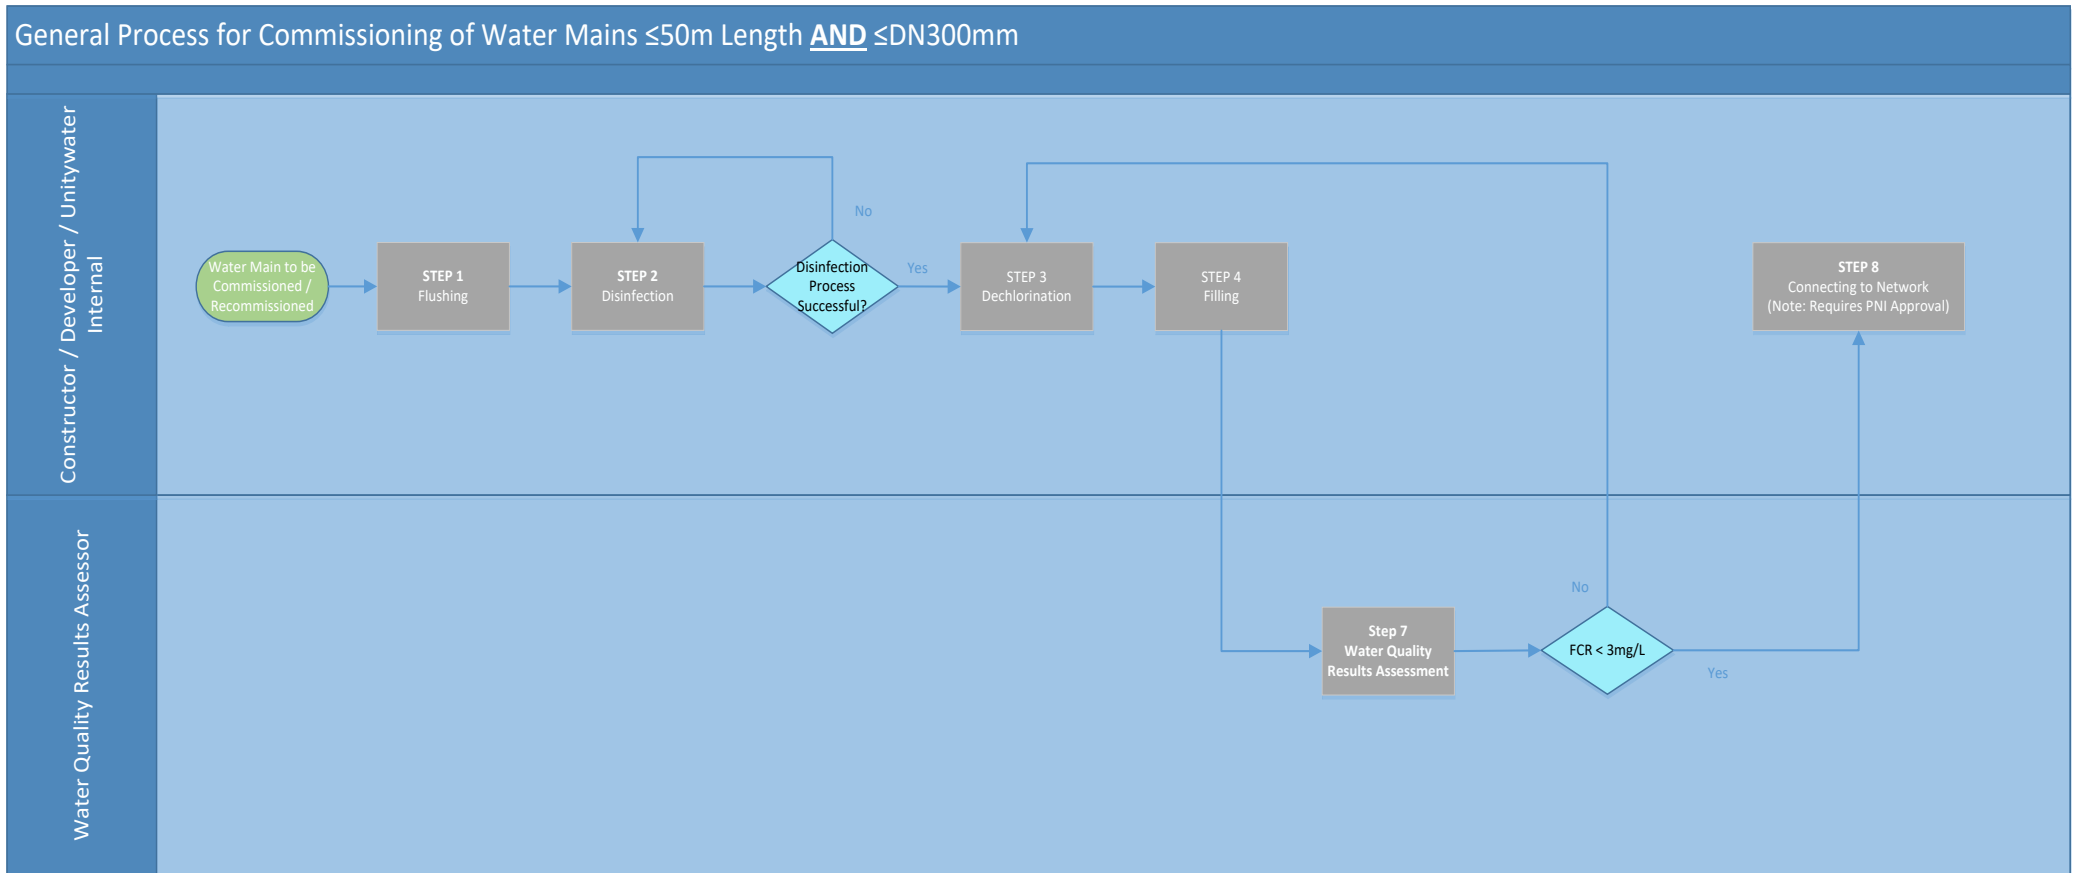 General Process for Commissioning of Water Mains ≤50m Length AND ≤DN300mm
Constructor / Developer / Unitywater
Internal
Water Main to be
Commissioned /
Recommissioned
STEP 1
Flushing
STEP 2
Disinfection
No
Disinfection
Process
Successful?
Yes
STEP 3
Dechlorination
STEP 4
Filling
STEP 8
Connecting to Network
(Note: Requires PNI Approval)
Water Quality Results Assessor
Step 7
Water Quality
Results Assessment
No
FCR < 3mg/L
Yes